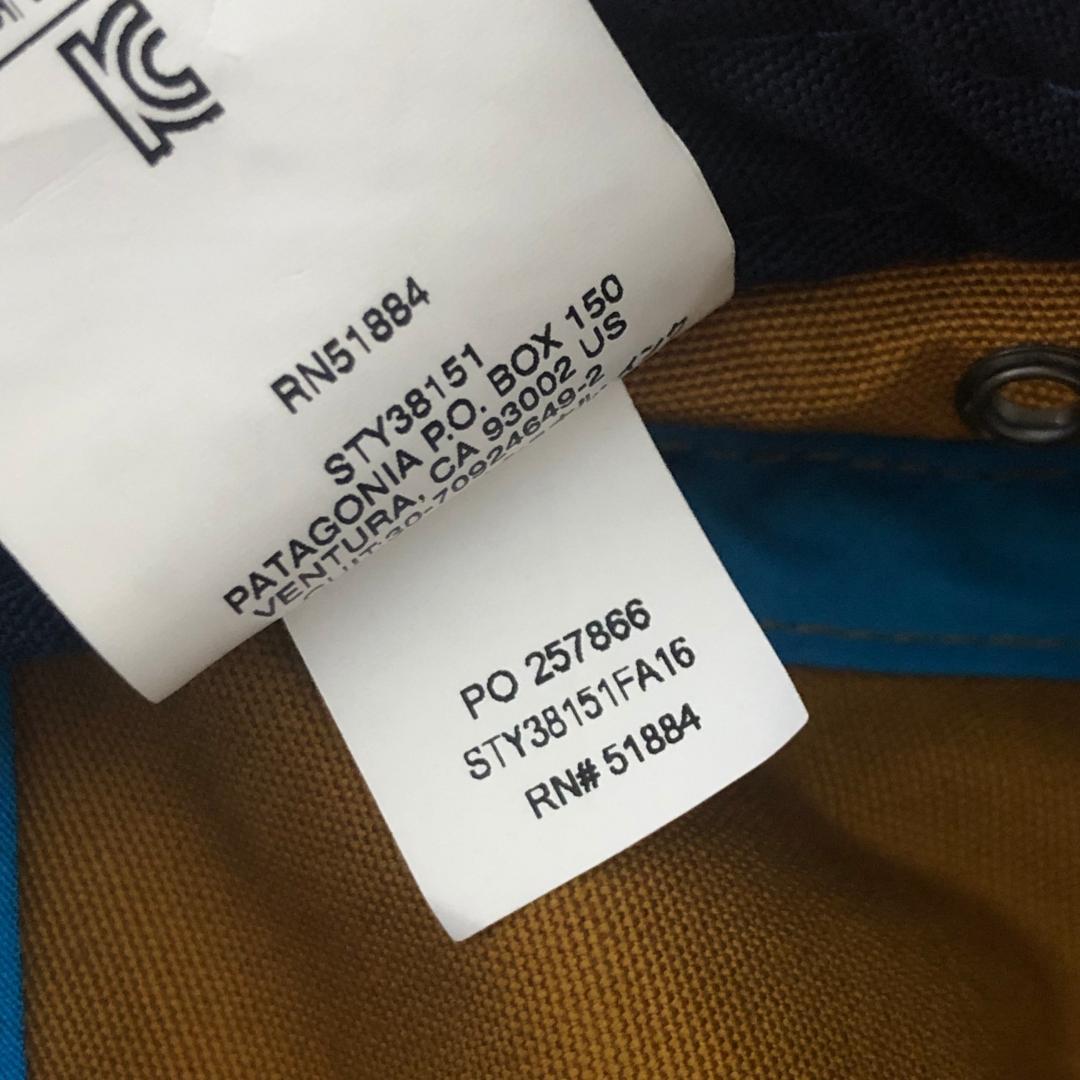 RN51884
STY38151
PATAGONIA P.O. BOX 150
VENTURA, CA 93002 US
PO 257866
STY38151FA16
RN# 51884